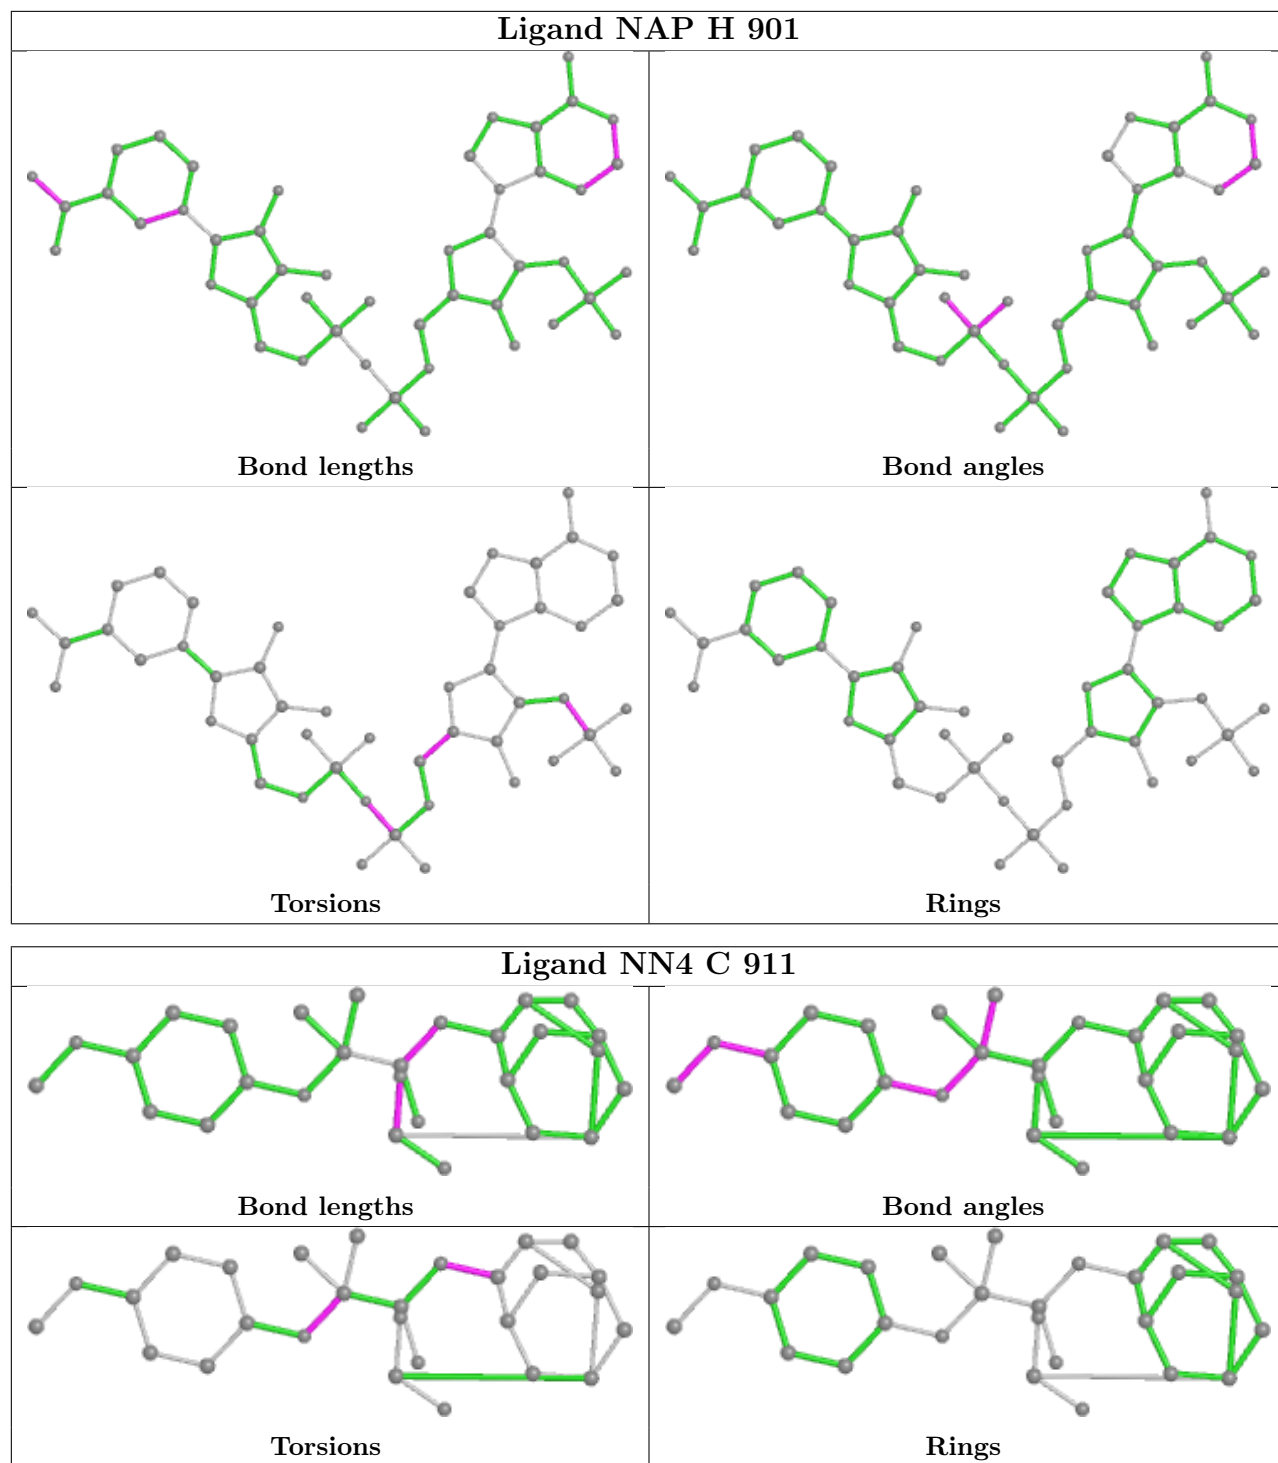 Ligand NAP H 901
Bond lengths
Bond angles
Torsions
Rings
Ligand NN4 C 911
Bond lengths
Bond angles
Torsions
Rings